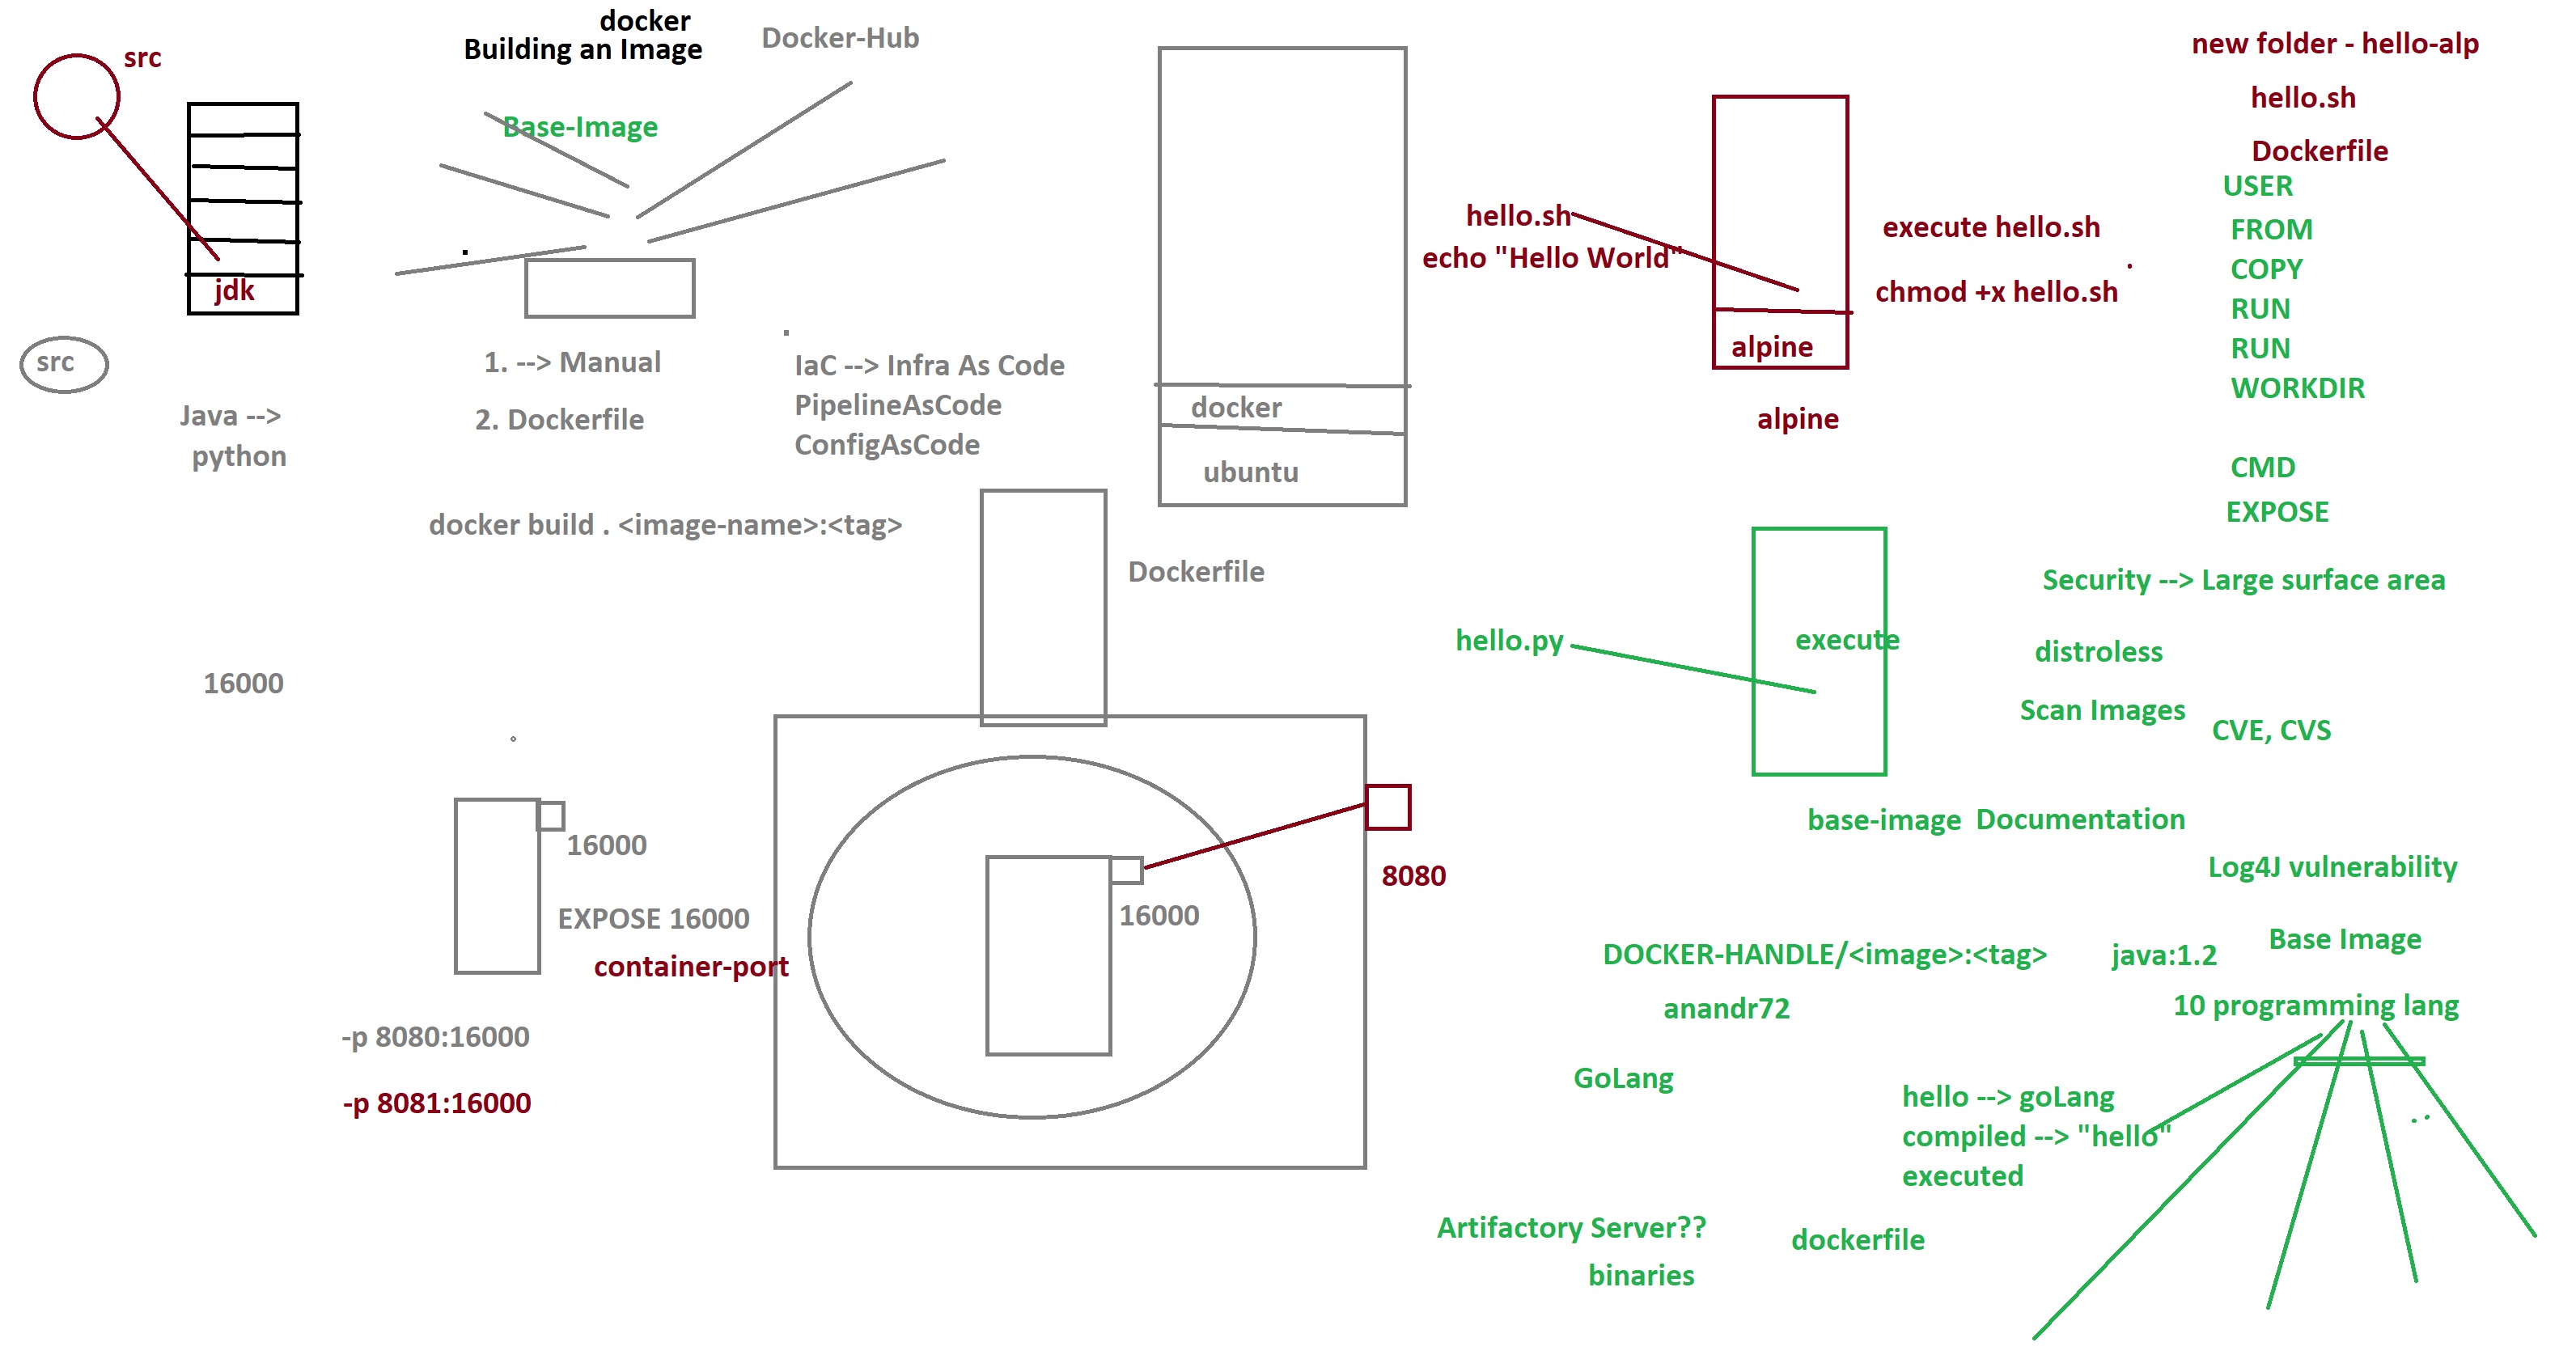 docker
Building an Image
Docker-Hub
src
Base-Image
jdk
src
1. --> Manual
2. Dockerfile
IaC --> Infra As Code
PipelineAsCode
ConfigAsCode
Java -->
python
docker build . <image-name>:<tag>
docker
ubuntu
Dockerfile
16000
16000
EXPOSE 16000
container-port
-p 8080:16000
-p 8081:16000
16000
8080
hello.sh
echo "Hello World"
alpine
alpine
execute hello.sh
chmod +x hello.sh
new folder - hello-alp
hello.sh
Dockerfile
USER
FROM
COPY
RUN
RUN
WORKDIR
CMD
EXPOSE
hello.py
execute
Security --> Large surface area
distroless
Scan Images
CVE, CVS
base-image
Documentation
Log4J vulnerability
DOCKER-HANDLE/<image>:<tag>
java:1.2
Base Image
anandr72
10 programming lang
GoLang
hello --> goLang
compiled --> "hello"
executed
Artifactory Server??
binaries
dockerfile